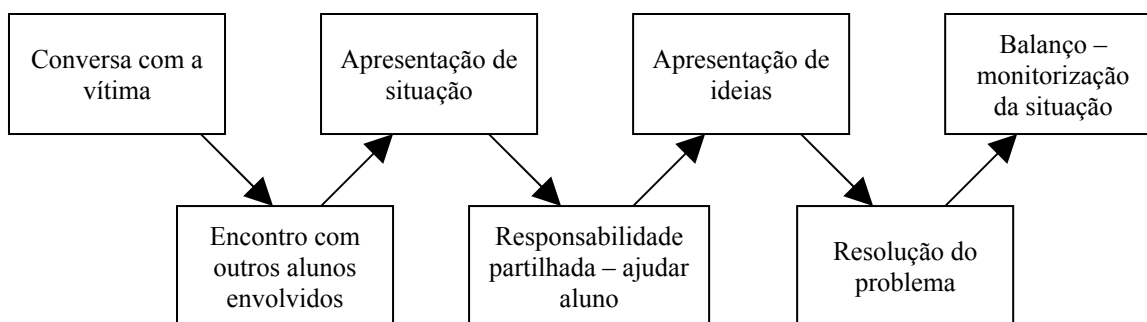 Conversa com a
vítima
Encontro com
outros alunos
envolvidos
Apresentação de
situação
Responsabilidade
partilhada – ajudar
aluno
Apresentação de
ideias
Resolução do
problema
Balanço –
monitorização
da situação